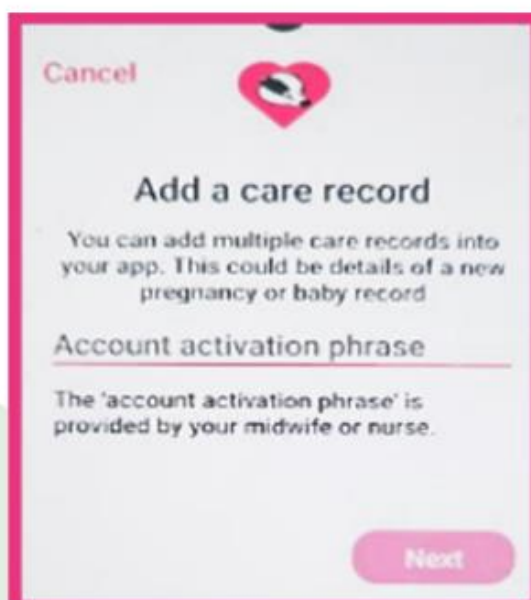 Cancel
Add a care record
You can add multiple care records into
your app. This could be details of a new
pregnancy or baby record
Account activation phrase
The 'account activation phrase' is
provided by your midwife or nurse.
Next